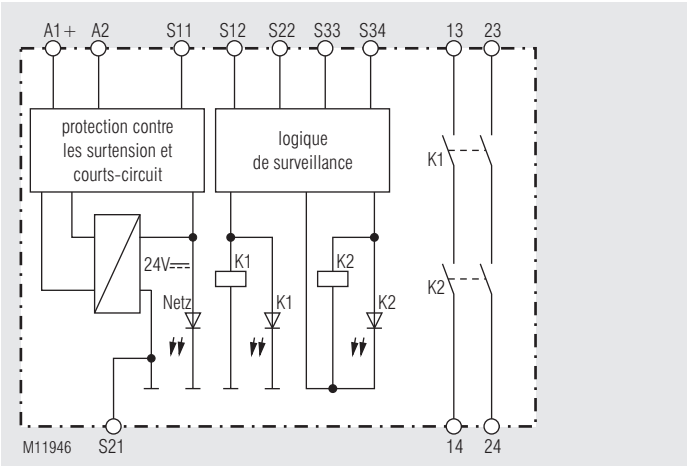 A1+ A2 S11 S12 S22 S33 S34 13 23
protection contre
les surtension et
courts-circuit
logique
de surveillance
K1
24V
K1 K2
K2
Netz K1 K2
M11946 S21 14 24